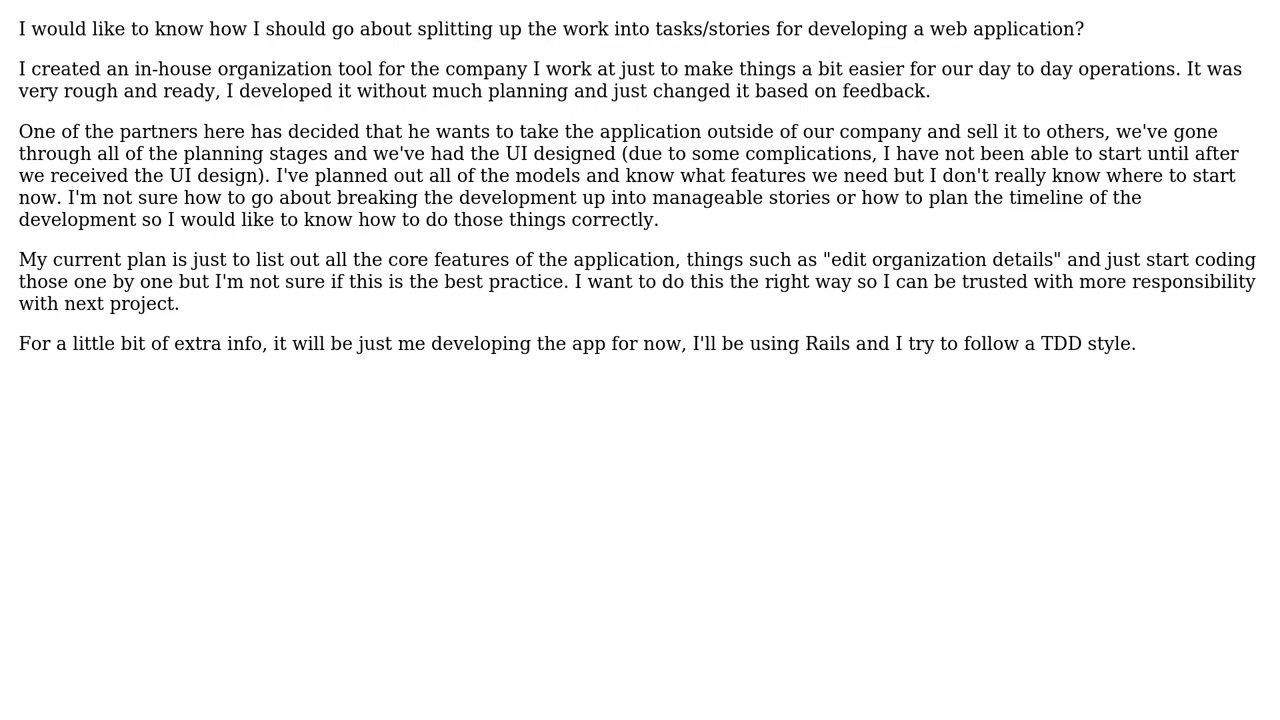 I would like to know how I should go about splitting up the work into tasks/stories for developing a web application?
I created an in-house organization tool for the company I work at just to make things a bit easier for our day to day operations. It was
very rough and ready, I developed it without much planning and just changed it based on feedback.
One of the partners here has decided that he wants to take the application outside of our company and sell it to others, we've gone
through all of the planning stages and we've had the UI designed (due to some complications, I have not been able to start until after
we received the UI design). I've planned out all of the models and know what features we need but I don't really know where to start
now. I'm not sure how to go about breaking the development up into manageable stories or how to plan the timeline of the
development so I would like to know how to do those things correctly.
My current plan is just to list out all the core features of the application, things such as "edit organization details" and just start coding
those one by one but I'm not sure if this is the best practice. I want to do this the right way so I can be trusted with more responsibility
with next project.
For a little bit of extra info, it will be just me developing the app for now, I'll be using Rails and I try to follow a TDD style.